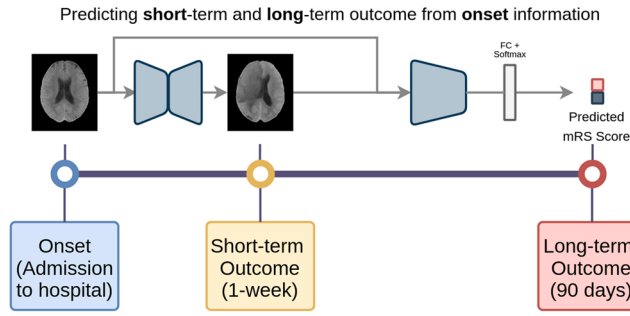 Predicting short-term and long-term outcome from onset information
FC +
Softmax
Predicted
mRS Score
Onset
(Admission
to hospital)
Short-term
Outcome
(1-week)
Long-term
Outcome
(90 days)